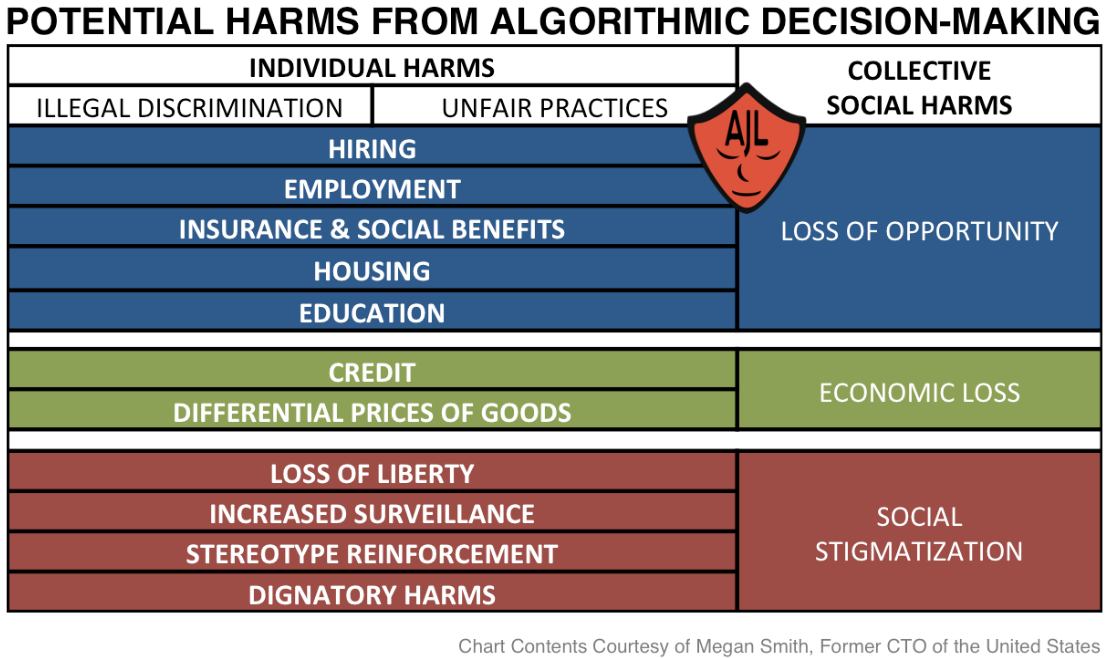 POTENTIAL HARMS FROM ALGORITHMIC DECISION-MAKING
INDIVIDUAL HARMS
COLLECTIVE
SOCIAL HARMS
ILLEGAL DISCRIMINATION
UNFAIR PRACTICES
AJL
HIRING
EMPLOYMENT
INSURANCE & SOCIAL BENEFITS
HOUSING
EDUCATION
LOSS OF OPPORTUNITY
CREDIT
DIFFERENTIAL PRICES OF GOODS
ECONOMIC LOSS
LOSS OF LIBERTY
INCREASED SURVEILLANCE
STEREOTYPE REINFORCEMENT
DIGNATORY HARMS
SOCIAL
STIGMATIZATION
Chart Contents Courtesy of Megan Smith, Former CTO of the United States